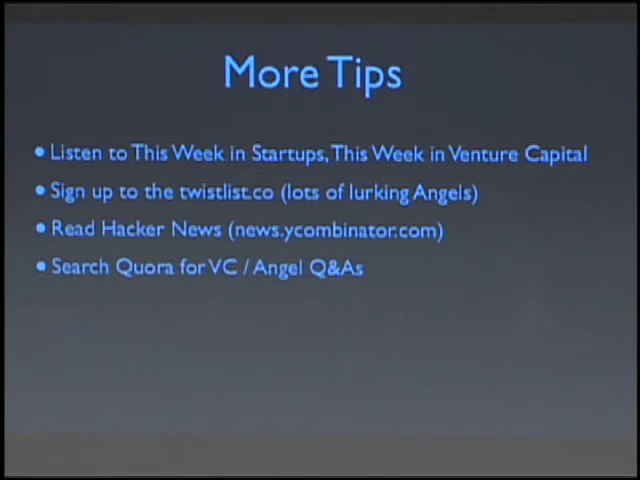 More Tips
• Listen to This Week in Startups, This Week in Venture Capital
• Sign up to the twistlist.co (lots of lurking Angels)
• Read Hacker News (news.ycombinator.com)
• Search Quora for VC / Angel Q&As